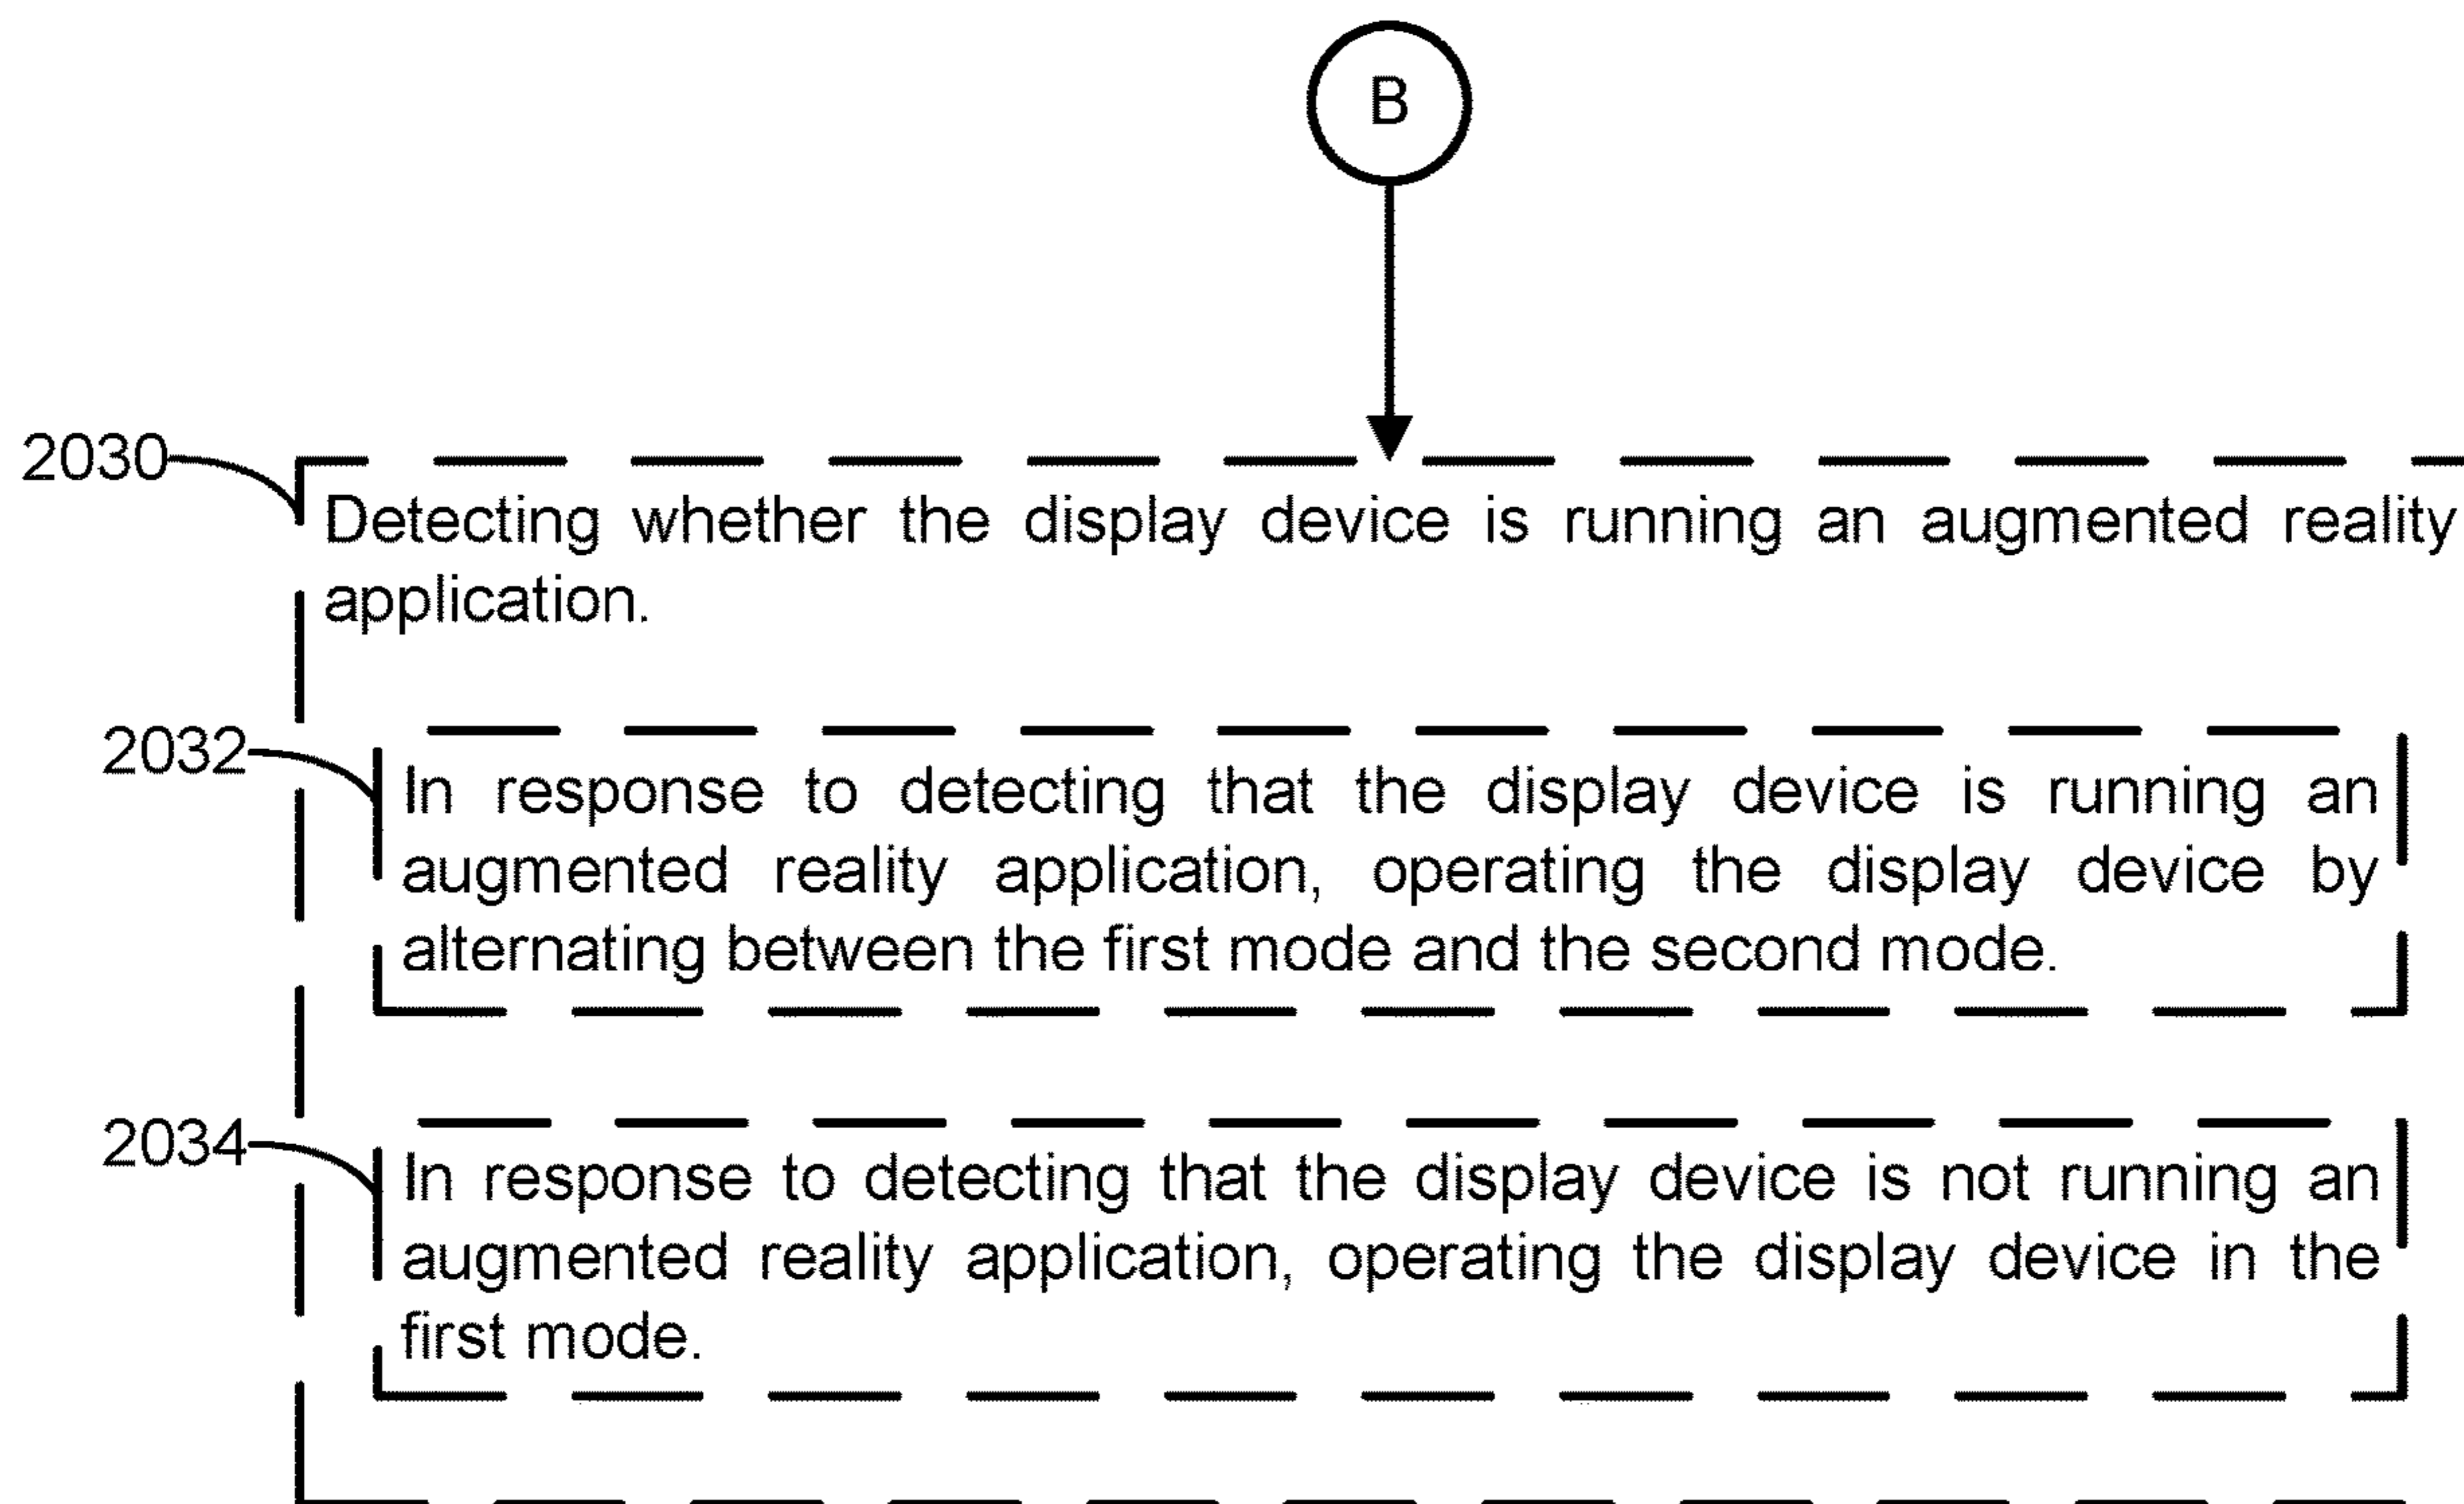 B
2030
Detecting whether the display device is running an augmented reality
application.
2032
In response to detecting that the display device is running an
augmented reality application, operating the display device by
alternating between the first mode and the second mode.
2034
In response to detecting that the display device is not running an
augmented reality application, operating the display device in the
first mode.